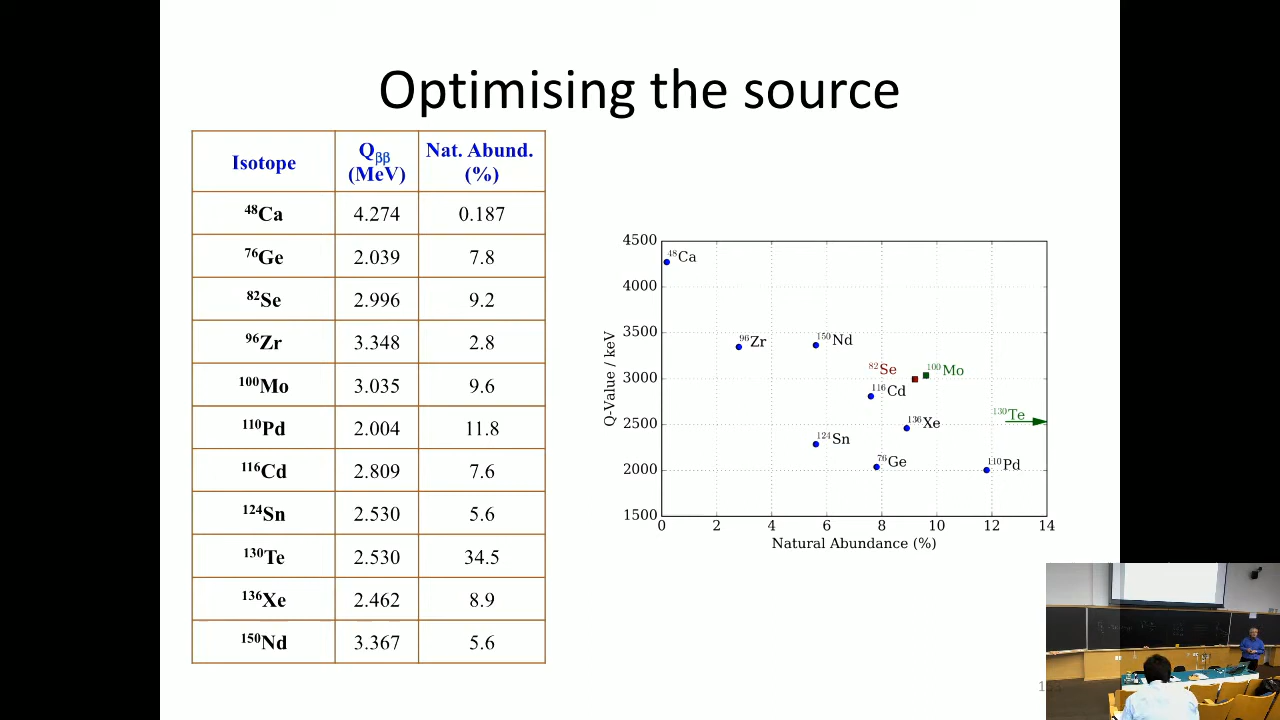 Optimising the source
Isotope Qββ (MeV) Nat. Abund. (%)
⁴⁸Ca 4.274 0.187
⁷⁶Ge 2.039 7.8
⁸²Se 2.996 9.2
⁹⁶Zr 3.348 2.8
¹⁰⁰Mo 3.035 9.6
¹¹⁰Pd 2.004 11.8
¹¹⁶Cd 2.809 7.6
¹²⁴Sn 2.530 5.6
¹³⁰Te 2.530 34.5
¹³⁶Xe 2.462 8.9
¹⁵⁰Nd 3.367 5.6
Q-Value / keV
4500
4000
3500
3000
2500
2000
1500
⁴⁸Ca
⁹⁶Zr
¹⁵⁰Nd
⁸²Se
¹⁰⁰Mo
¹¹⁶Cd
¹³⁰Te
¹³⁶Xe
¹²⁴Sn
⁷⁶Ge
¹¹⁰Pd
0 2 4 6 8 10 12 14
Natural Abundance (%)